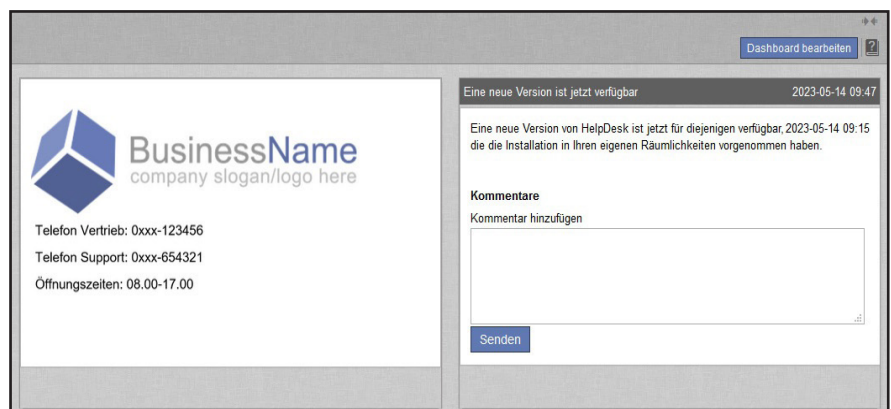 Dashboard bearbeiten
?
BusinessName
company slogan/logo here
Telefon Vertrieb: 0xxx-123456
Telefon Support: 0xxx-654321
Öffnungszeiten: 08.00-17.00
Eine neue Version ist jetzt verfügbar 2023-05-14 09:47
Eine neue Version von HelpDesk ist jetzt für diejenigen verfügbar, 2023-05-14 09:15
die die Installation in Ihren eigenen Räumlichkeiten vorgenommen haben.
Kommentare
Kommentar hinzufügen
Senden